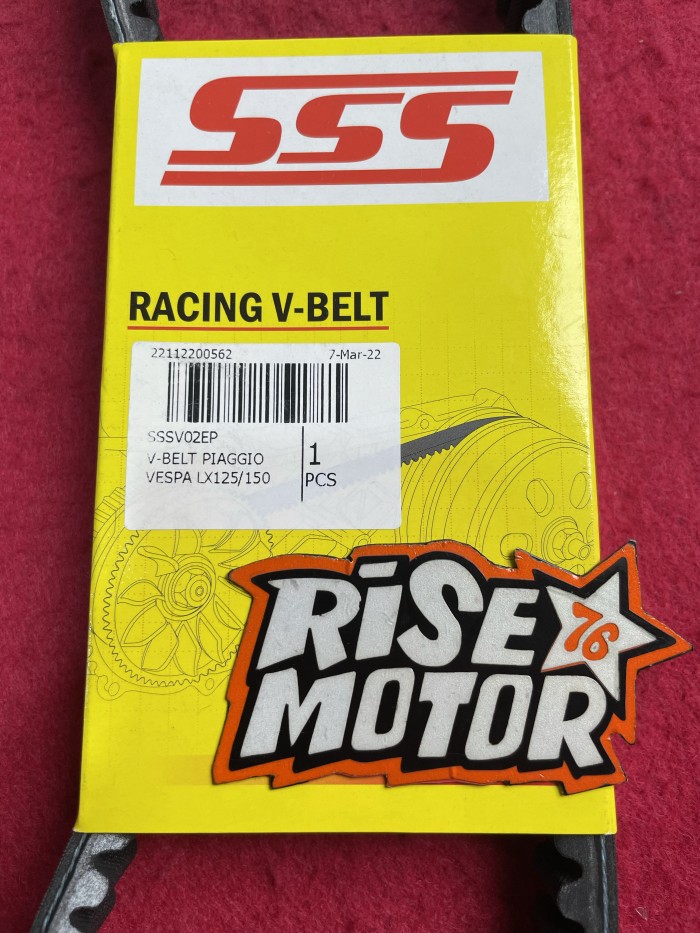 SSS
RACING V-BELT
22112200562 7-Mar-22
SSSV02EP
V-BELT PIAGGIO
VESPA LX125/150
1
PCS
RiSE 76
MOTOR